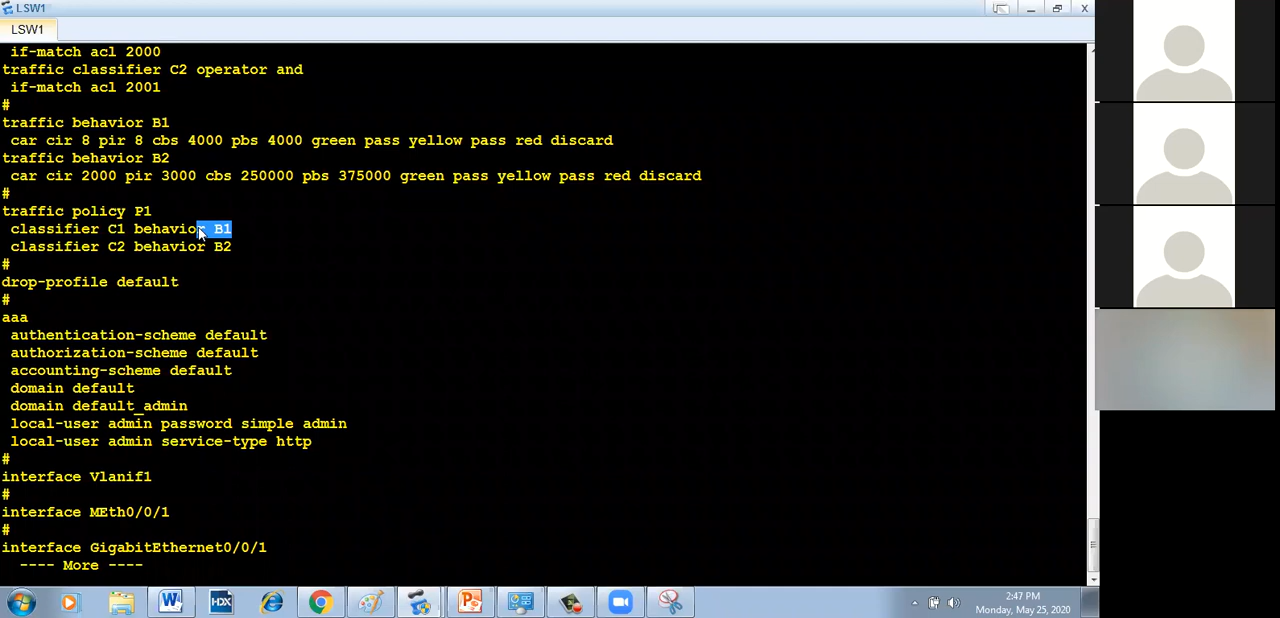 LSW1
LSW1
if-match acl 2000
traffic classifier C2 operator and
if-match acl 2001
#
traffic behavior B1
car cir 8 pir 8 cbs 4000 pbs 4000 green pass yellow pass red discard
traffic behavior B2
car cir 2000 pir 3000 cbs 250000 pbs 375000 green pass yellow pass red discard
#
traffic policy P1
classifier C1 behavior B1
classifier C2 behavior B2
#
drop-profile default
#
aaa
authentication-scheme default
authorization-scheme default
accounting-scheme default
domain default
domain default_admin
local-user admin password simple admin
local-user admin service-type http
#
interface Vlanif1
#
interface MEth0/0/1
#
interface GigabitEthernet0/0/1
---- More ----
HDX
2:47 PM
Monday, May 25, 2020